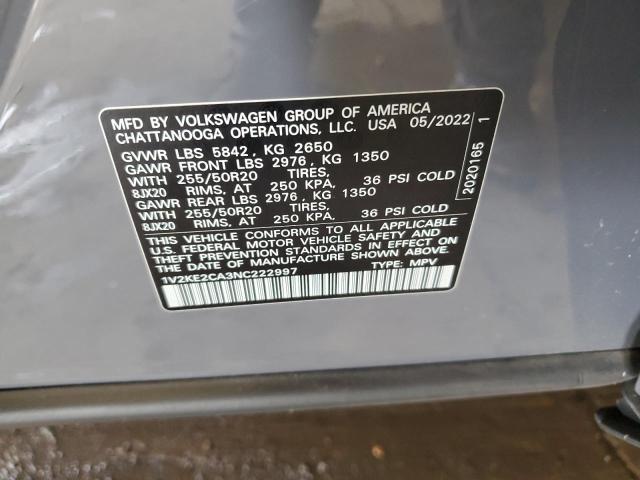 MFD BY VOLKSWAGEN GROUP OF AMERICA
CHATTANOOGA OPERATIONS, LLC. USA 05/2022
GVWR LBS 5842, KG 2650
GAWR FRONT LBS 2976, KG 1350
WITH 255/50R20 TIRES,
8JX20 RIMS, AT 250 KPA, 36 PSI COLD
GAWR REAR LBS 2976, KG 1350
WITH 255/50R20 TIRES,
8JX20 RIMS, AT 250 KPA, 36 PSI COLD
THIS VEHICLE CONFORMS TO ALL APPLICABLE
U.S. FEDERAL MOTOR VEHICLE SAFETY AND
THEFT PREVENTION STANDARDS IN EFFECT ON
THE DATE OF MANUFACTURE SHOWN ABOVE.
1V2KE2CA3NC222997 TYPE: MPV
2020165 1